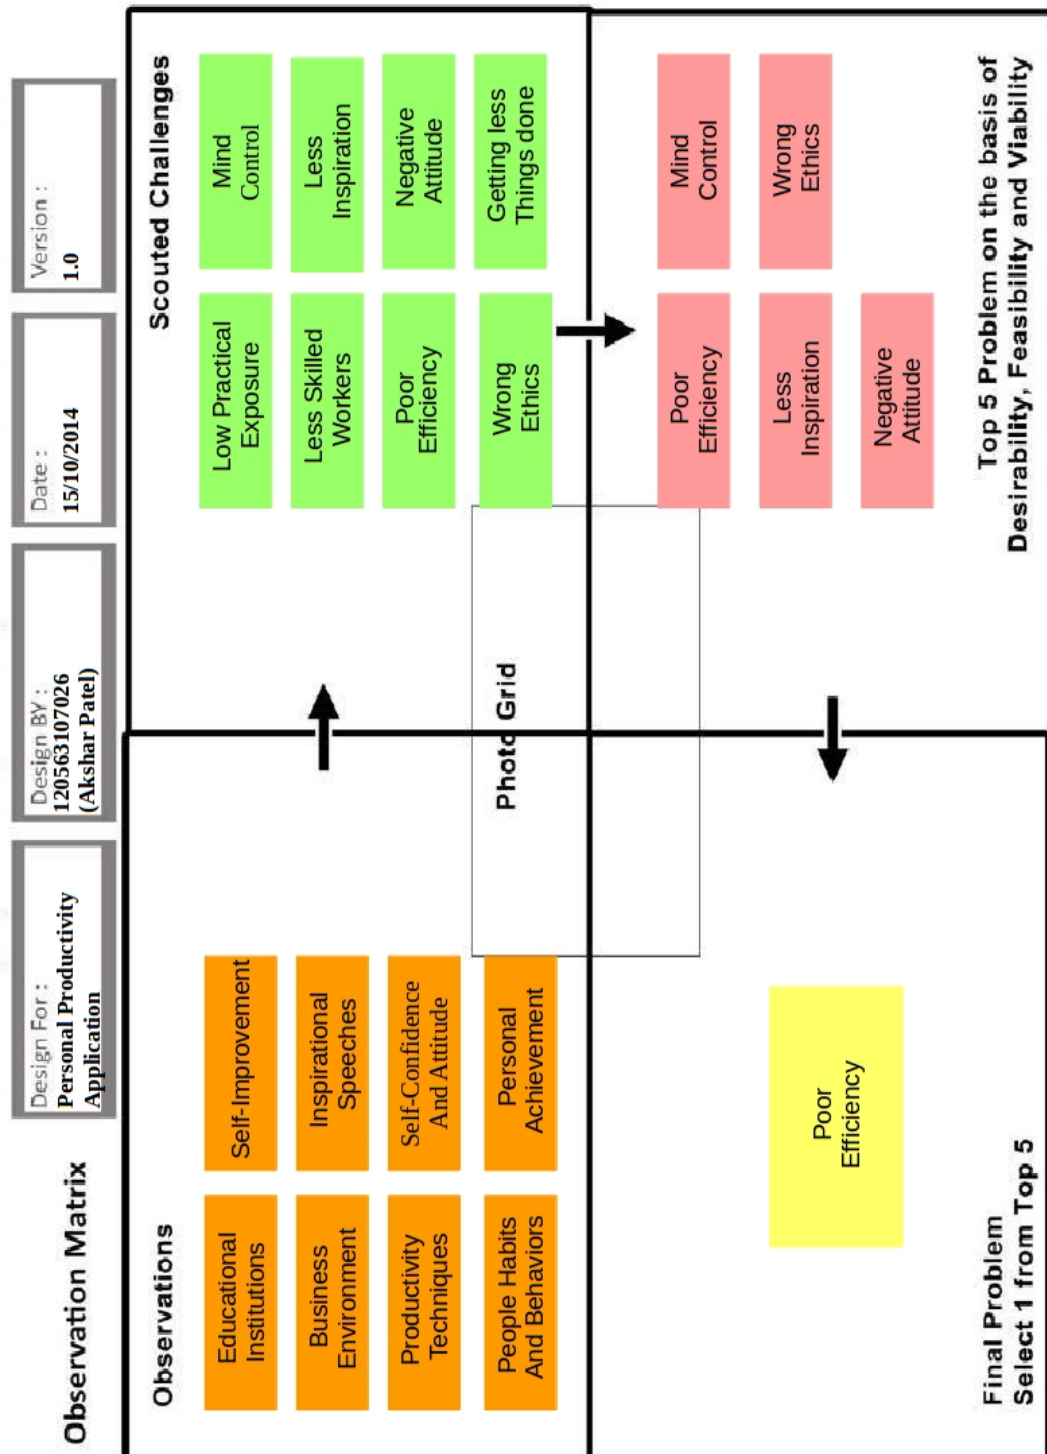 Observation Matrix
Design For :
Personal Productivity
Application
Design BY :
120563107026
(Akshar Patel)
Date :
15/10/2014
Version :
1.0
Observations
Educational
Institutions
Self-Improvement
Business
Environment
Inspirational
Speeches
Productivity
Techniques
Self-Confidence
And Attitude
People Habits
And Behaviors
Personal
Achievement
Scouted Challenges
Low Practical
Exposure
Mind
Control
Less Skilled
Workers
Less
Inspiration
Poor
Efficiency
Negative
Attitude
Wrong
Ethics
Getting less
Things done
Photo Grid
Poor
Efficiency
Mind
Control
Less
Inspiration
Wrong
Ethics
Negative
Attitude
Top 5 Problem on the basis of
Desirability, Feasibility and Viability
Poor
Efficiency
Final Problem
Select 1 from Top 5